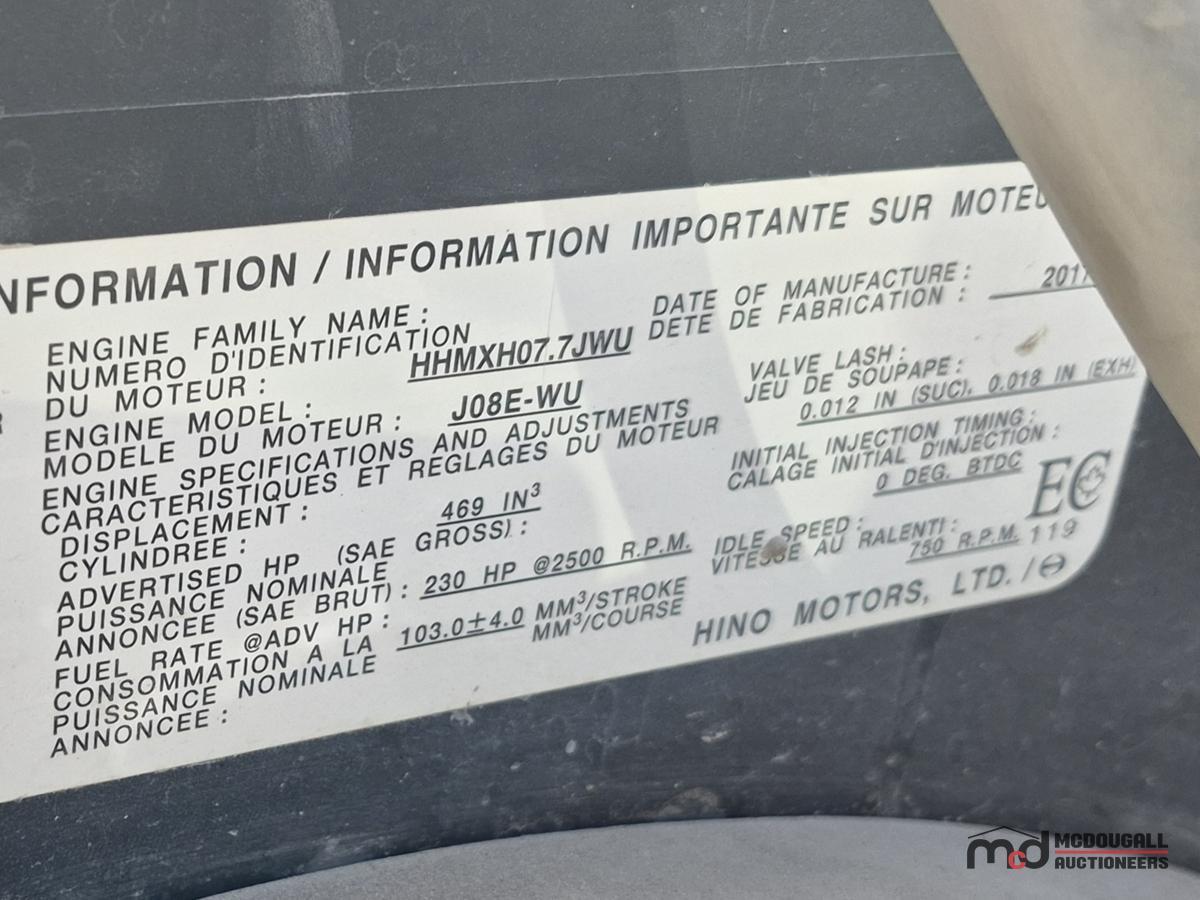 NFORMATION / INFORMATION IMPORTANTE SUR MOTEU
ENGINE FAMILY NAME :
NUMERO D'IDENTIFICATION
DU MOTEUR : HHMXH07.7JWU
ENGINE MODEL :
MODELE DU MOTEUR : J08E-WU
ENGINE SPECIFICATIONS AND ADJUSTMENTS
CARACTERISTIQUES ET REGLAGES DU MOTEUR
DISPLACEMENT : 469 IN³
CYLINDREE :
ADVERTISED HP (SAE GROSS) :
PUISSANCE NOMINALE
ANNONCEE (SAE BRUT) : 230 HP @2500 R.P.M.
FUEL RATE @ADV HP : 103.0±4.0 MM³/STROKE
CONSOMMATION A LA MM³/COURSE
PUISSANCE NOMINALE
ANNONCEE :
DATE OF MANUFACTURE : 2017
DETE DE FABRICATION :
VALVE LASH :
JEU DE SOUPAPE :
0.012 IN (SUC), 0.018 IN (EXH)
INITIAL INJECTION TIMING :
CALAGE INITIAL D'INJECTION :
0 DEG. BTDC
IDLE SPEED :
VITESSE AU RALENTI :
750 R.P.M.
EC
119
HINO MOTORS, LTD. /
mcd MCDOUGALL
AUCTIONEERS